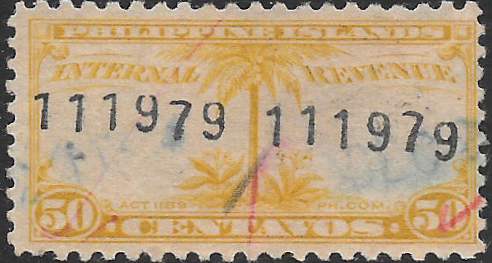 PHILIPPINE ISLANDS
INTERNAL REVENUE
111979 111979
ACT 1189 PH. COM.
50 CENTAVOS 50